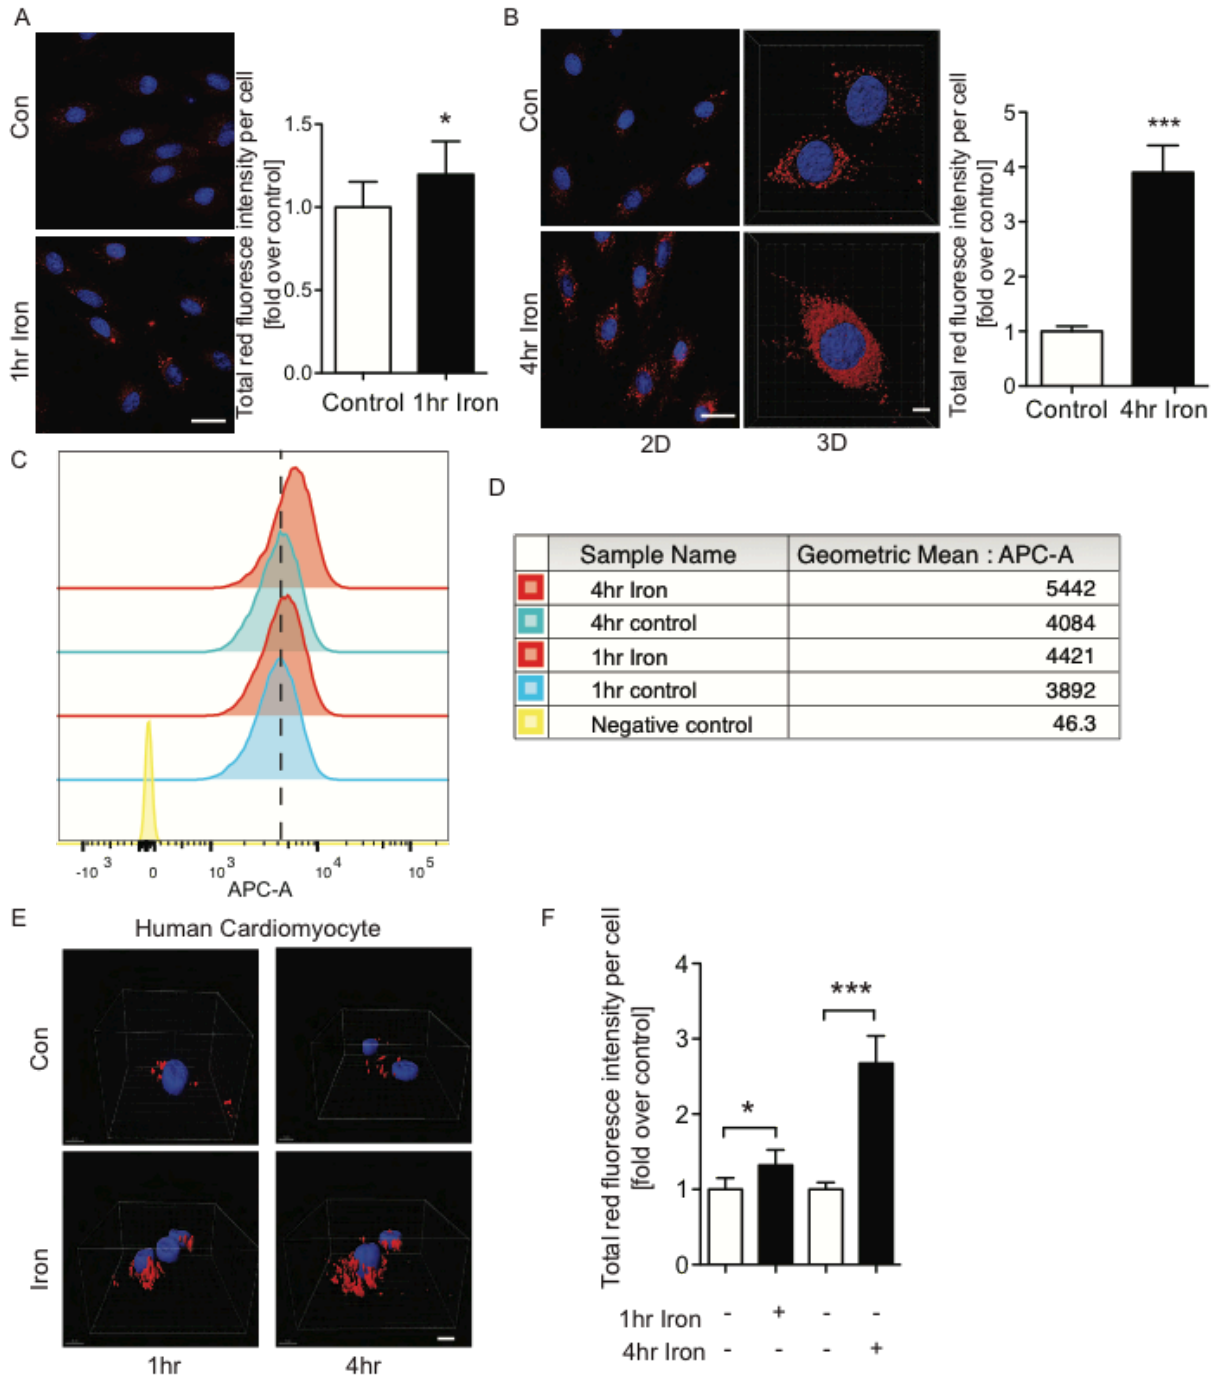 A
Con
1hr Iron
Total red fluoresce intensity per cell
[fold over control]
1.5
1.0
0.5
0.0
*
Control 1hr Iron
B
Con
4hr Iron
2D
3D
Total red fluoresce intensity per cell
[fold over control]
5
4
3
2
1
0
***
Control 4hr Iron
C
-10 3 0 10 3 10 4 10 5
APC-A
D
Sample Name Geometric Mean : APC-A
4hr Iron 5442
4hr control 4084
1hr Iron 4421
1hr control 3892
Negative control 46.3
E
Human Cardiomyocyte
Con
Iron
1hr
4hr
F
Total red fluoresce intensity per cell
[fold over control]
4
3
2
1
0
*
***
1hr Iron - + - -
4hr Iron - - - +